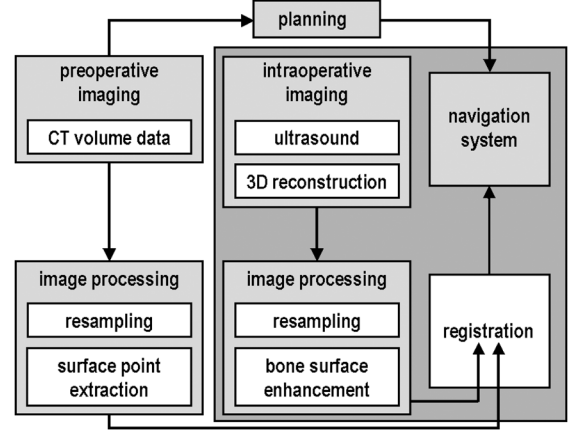 planning
preoperative
imaging
CT volume data
intraoperative
imaging
ultrasound
3D reconstruction
navigation
system
image processing
resampling
surface point
extraction
image processing
resampling
bone surface
enhancement
registration